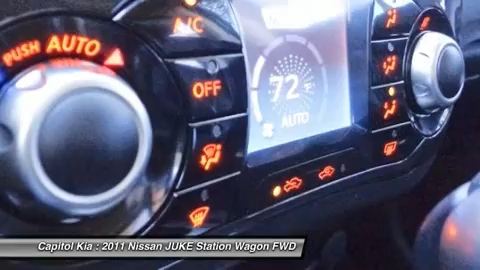 A/C
PUSH AUTO
OFF
72°F
AUTO
Capitol Kia : 2011 Nissan JUKE Station Wagon FWD